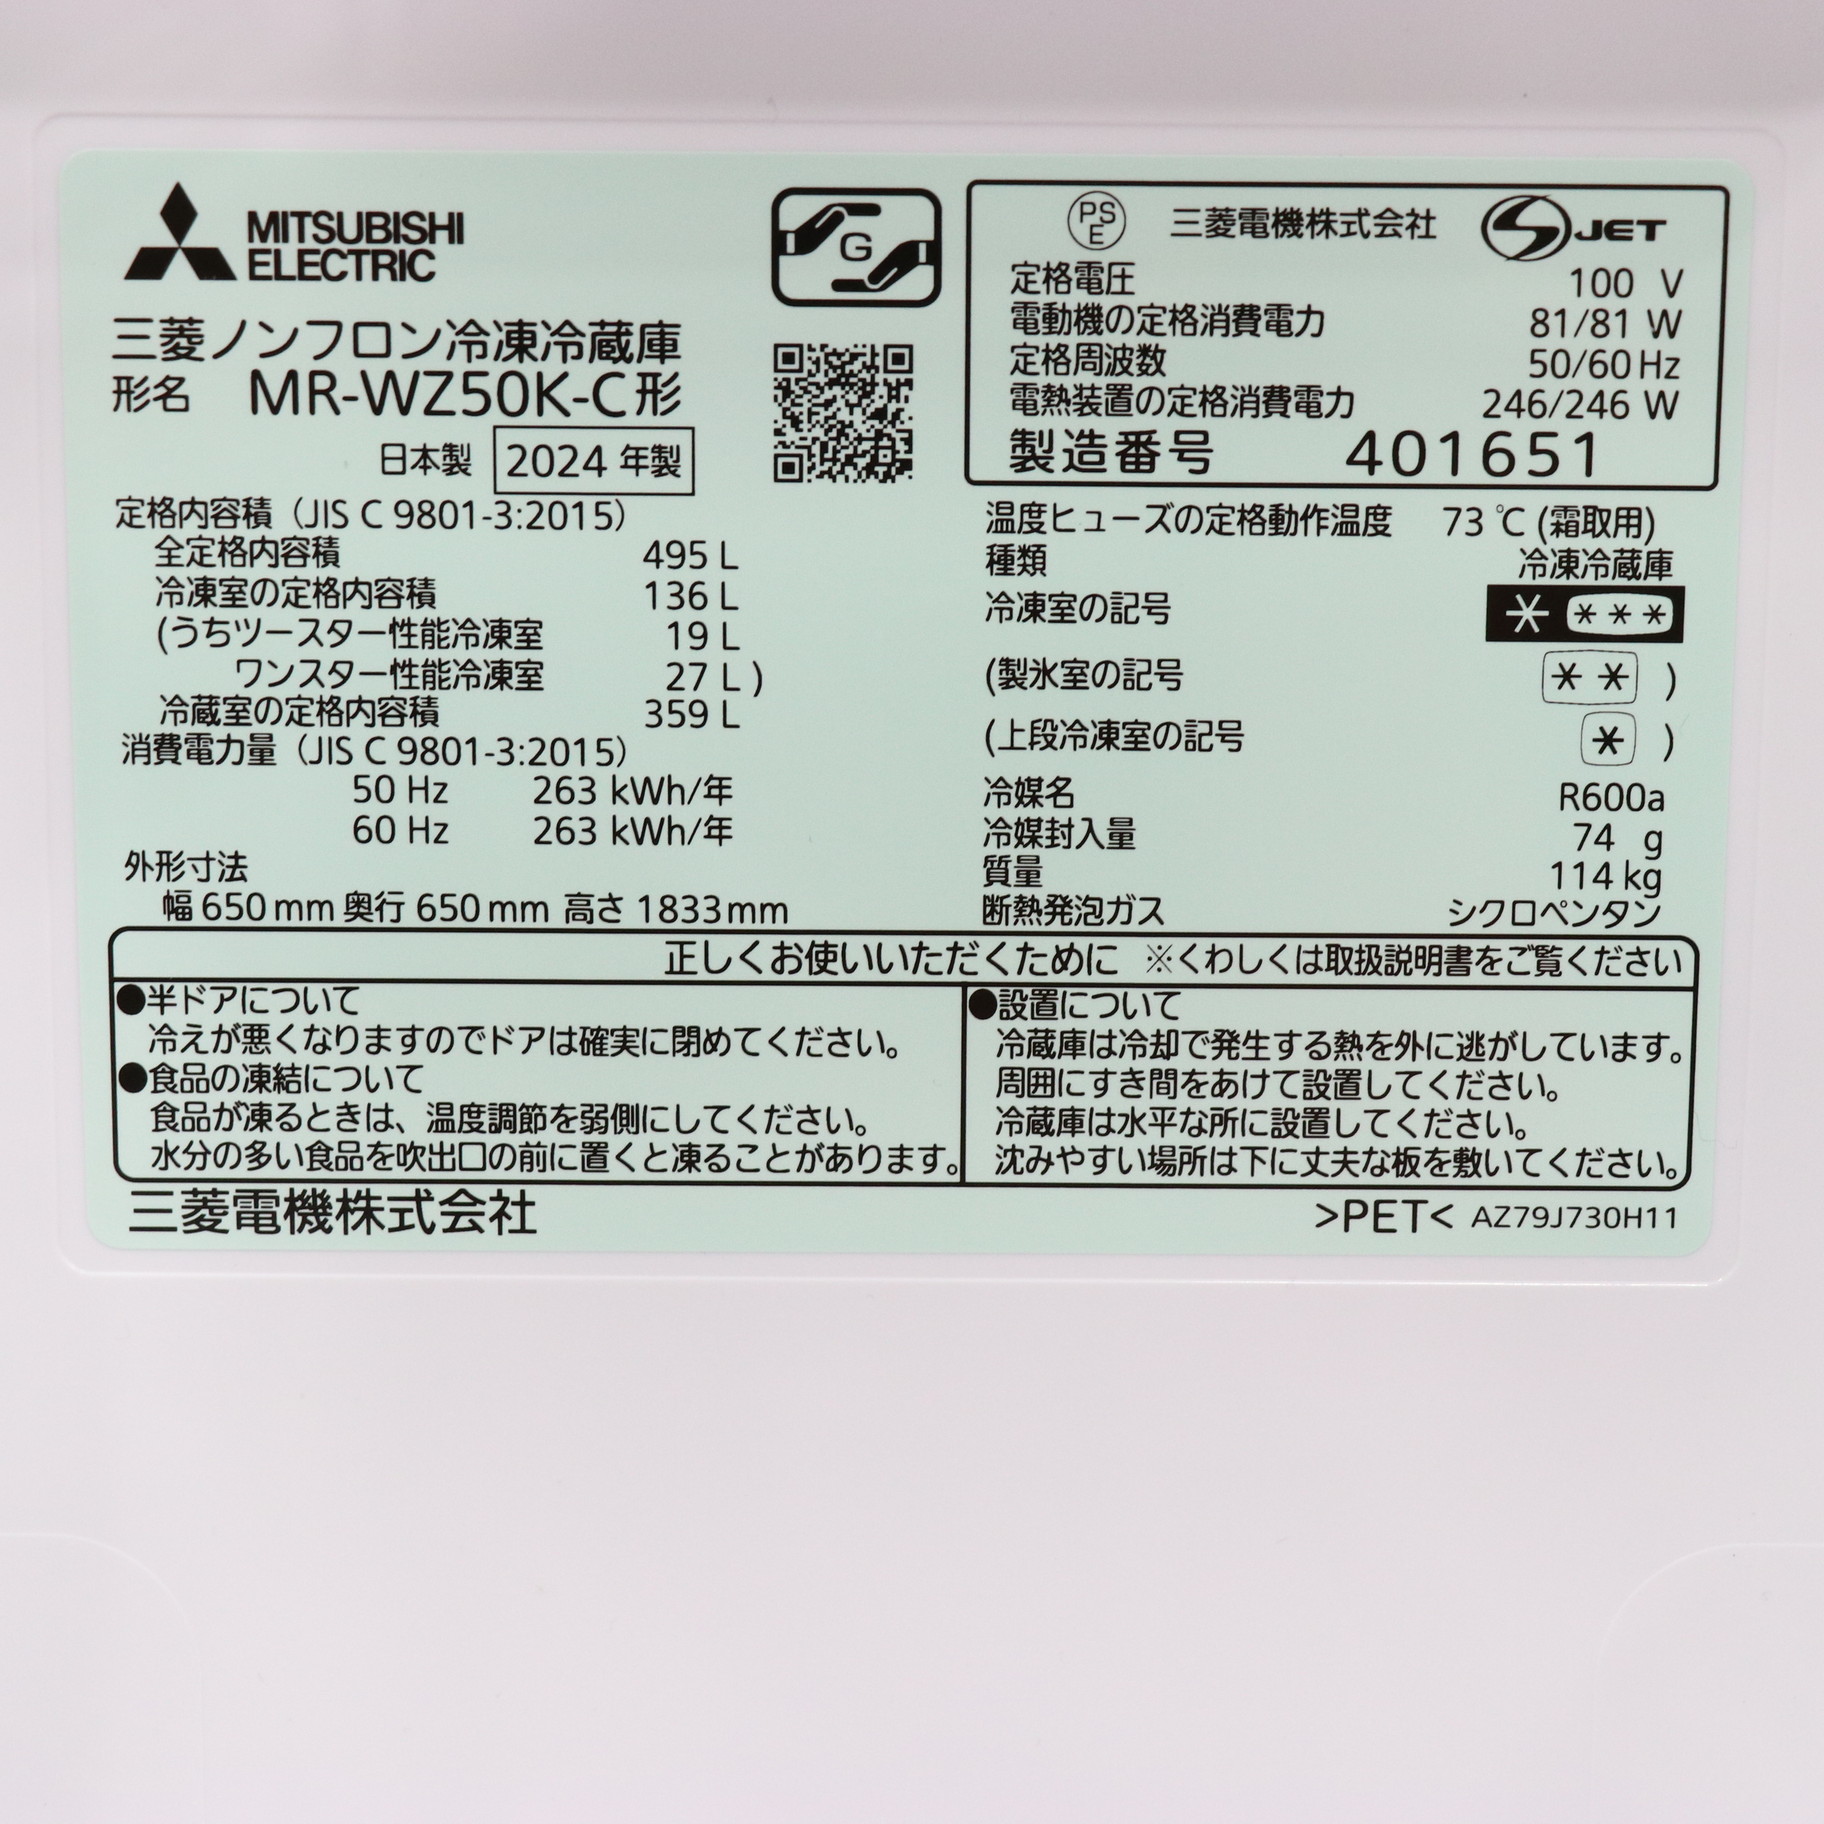 MITSUBISHI
ELECTRIC
G
三菱ノンフロン冷凍冷蔵庫
形名 MR-WZ50K-C形
日本製 2024 年製
定格内容積（JIS C 9801-3:2015）
全定格内容積 495 L
冷凍室の定格内容積 136 L
(うちツースター性能冷凍室 19 L
ワンスター性能冷凍室 27 L )
冷蔵室の定格内容積 359 L
消費電力量（JIS C 9801-3:2015）
50 Hz 263 kWh/年
60 Hz 263 kWh/年
外形寸法
幅 650 mm 奥行 650 mm 高さ 1833 mm
PS E 三菱電機株式会社 JET
定格電圧 100 V
電動機の定格消費電力 81/81 W
定格周波数 50/60 Hz
電熱装置の定格消費電力 246/246 W
製造番号 401651
温度ヒューズの定格動作温度 73 ℃ (霜取用)
種類 冷凍冷蔵庫
冷凍室の記号 * ***
(製氷室の記号 ** )
(上段冷凍室の記号 * )
冷媒名 R600a
冷媒封入量 74 g
質量 114 kg
断熱発泡ガス シクロペンタン
正しくお使いいただくために ※くわしくは取扱説明書をご覧ください
●半ドアについて
冷えが悪くなりますのでドアは確実に閉めてください。
●食品の凍結について
食品が凍るときは、温度調節を弱側にしてください。
水分の多い食品を吹出口の前に置くと凍ることがあります。
●設置について
冷蔵庫は冷却で発生する熱を外に逃がしています。
周囲にすき間をあけて設置してください。
冷蔵庫は水平な所に設置してください。
沈みやすい場所は下に丈夫な板を敷いてください。
三菱電機株式会社
>PET< AZ79J730H11